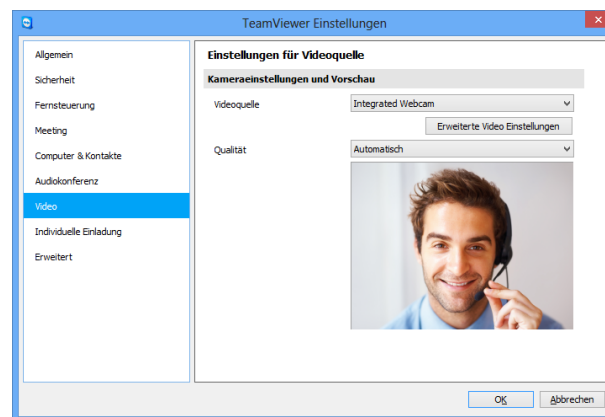 TeamViewer Einstellungen
Allgemein
Sicherheit
Fernsteuerung
Meeting
Computer & Kontakte
Audiokonferenz
Video
Individuelle Einladung
Erweitert
Einstellungen für Videoquelle
Kameraeinstellungen und Vorschau
Videoquelle Integrated Webcam
Erweiterte Video Einstellungen
Qualität Automatisch
OK Abbrechen